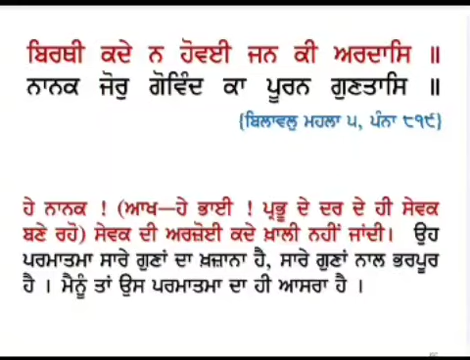 ਬਿਰਥੀ ਕਦੇ ਨ ਹੋਵਈ ਜਨ ਕੀ ਅਰਦਾਸਿ ॥
ਨਾਨਕ ਜੋਰੁ ਗੋਵਿੰਦ ਕਾ ਪੂਰਨ ਗੁਣਤਾਸਿ ॥
{ਬਿਲਾਵਲੁ ਮਹਲਾ ੫, ਪੰਨਾ ੮੧੯}
ਹੇ ਨਾਨਕ ! (ਆਖ—ਹੇ ਭਾਈ ! ਪ੍ਰਭੂ ਦੇ ਦਰ ਦੇ ਹੀ ਸੇਵਕ
ਬਣੇ ਰਹੋ) ਸੇਵਕ ਦੀ ਅਰਜ਼ੋਈ ਕਦੇ ਖ਼ਾਲੀ ਨਹੀਂ ਜਾਂਦੀ। ਉਹ
ਪਰਮਾਤਮਾ ਸਾਰੇ ਗੁਣਾਂ ਦਾ ਖ਼ਜ਼ਾਨਾ ਹੈ, ਸਾਰੇ ਗੁਣਾਂ ਨਾਲ ਭਰਪੂਰ
ਹੈ । ਮੈਨੂੰ ਤਾਂ ਉਸ ਪਰਮਾਤਮਾ ਦਾ ਹੀ ਆਸਰਾ ਹੈ ।